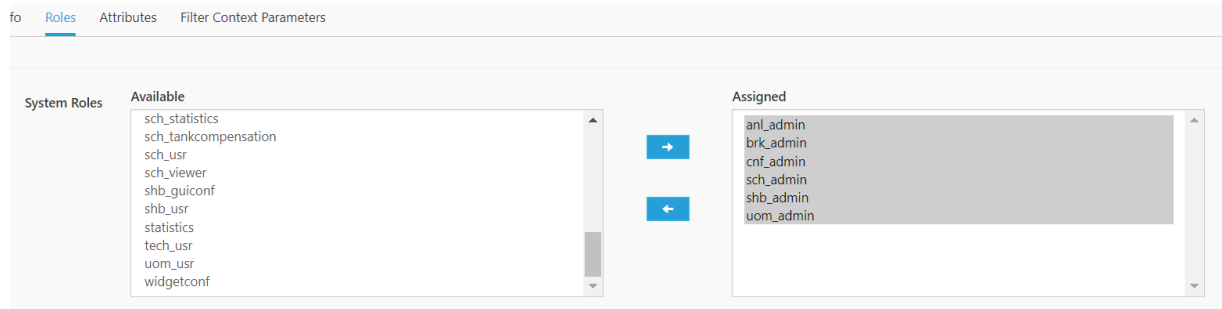 fo Roles Attributes Filter Context Parameters
System Roles
Available
sch_statistics
sch_tankcompensation
sch_usr
sch_viewer
shb_guiconf
shb_usr
statistics
tech_usr
uom_usr
widgetconf
Assigned
anl_admin
brk_admin
cnf_admin
sch_admin
shb_admin
uom_admin